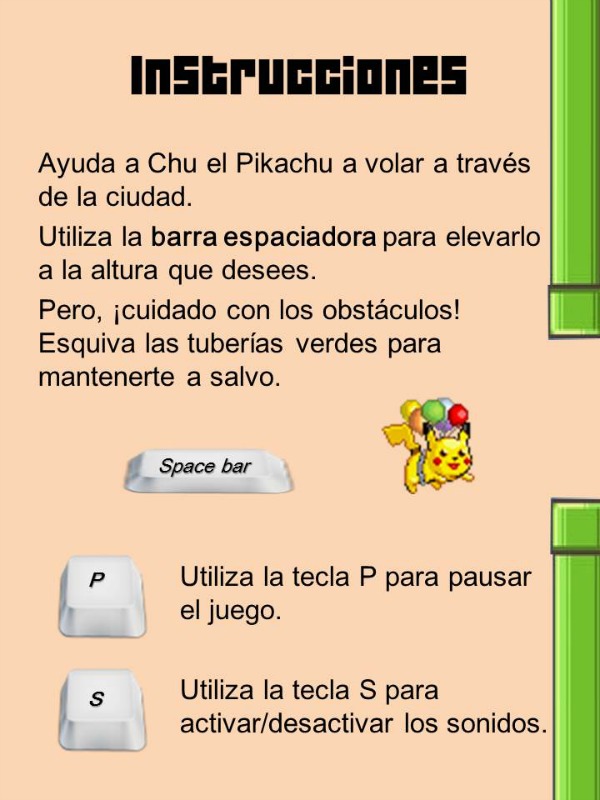 Instrucciones
Ayuda a Chu el Pikachu a volar a través
de la ciudad.
Utiliza la barra espaciadora para elevarlo
a la altura que desees.
Pero, ¡cuidado con los obstáculos!
Esquiva las tuberías verdes para
mantenerte a salvo.
Space bar
P
Utiliza la tecla P para pausar
el juego.
S
Utiliza la tecla S para
activar/desactivar los sonidos.